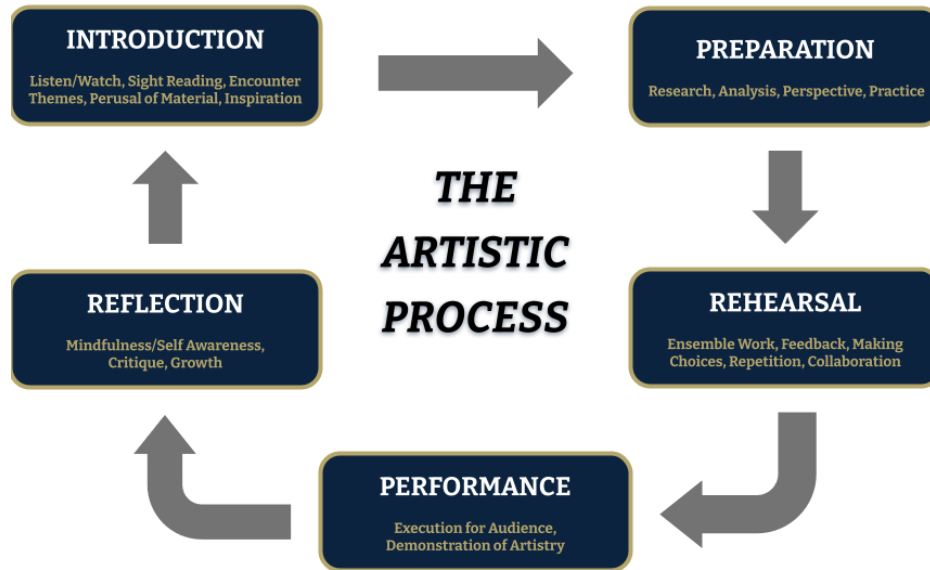 INTRODUCTION
Listen/Watch, Sight Reading, Encounter
Themes, Perusal of Material, Inspiration
PREPARATION
Research, Analysis, Perspective, Practice
THE
ARTISTIC
PROCESS
REFLECTION
Mindfulness/Self Awareness,
Critique, Growth
REHEARSAL
Ensemble Work, Feedback, Making
Choices, Repetition, Collaboration
PERFORMANCE
Execution for Audience,
Demonstration of Artistry